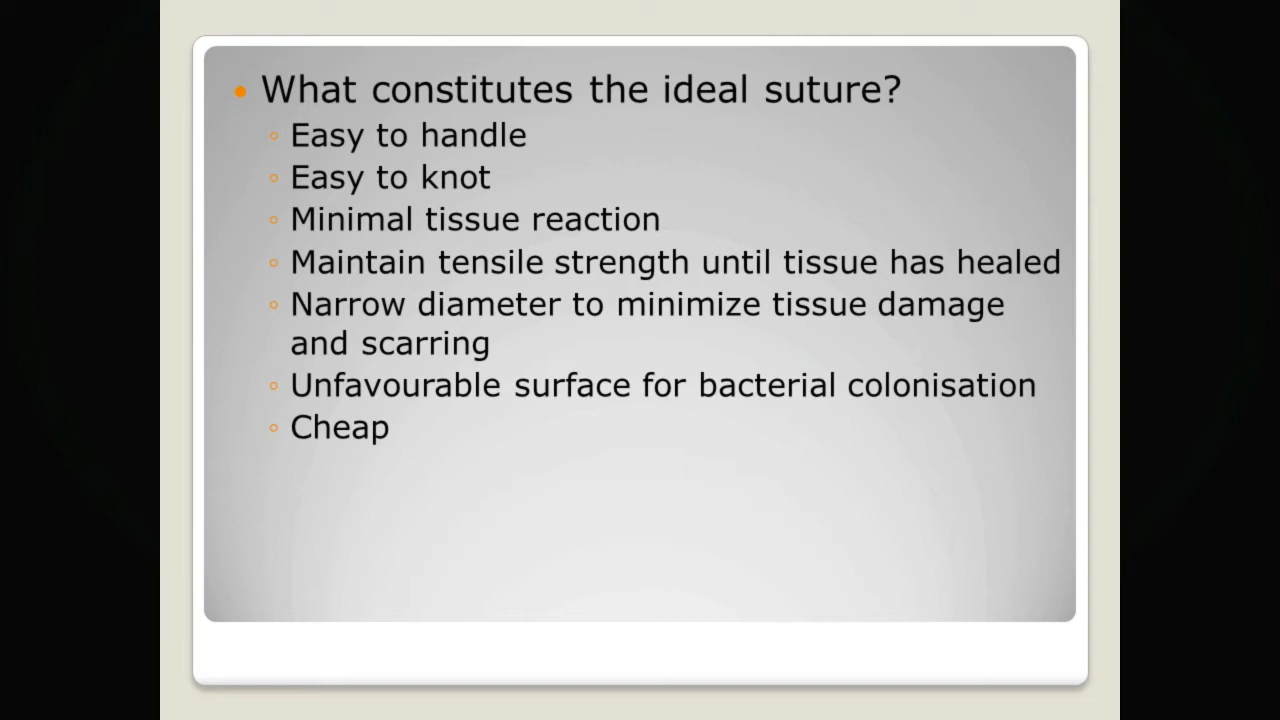 What constitutes the ideal suture?
Easy to handle
Easy to knot
Minimal tissue reaction
Maintain tensile strength until tissue has healed
Narrow diameter to minimize tissue damage
and scarring
Unfavourable surface for bacterial colonisation
Cheap